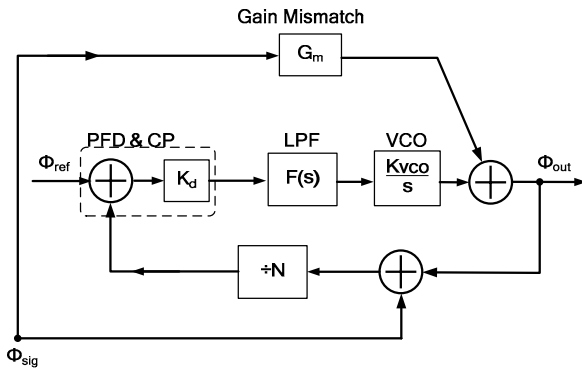 Gain Mismatch
Gm
PFD & CP
LPF
VCO
Φref
Kd
F(s)
Kvco
s
Φout
÷N
Φsig